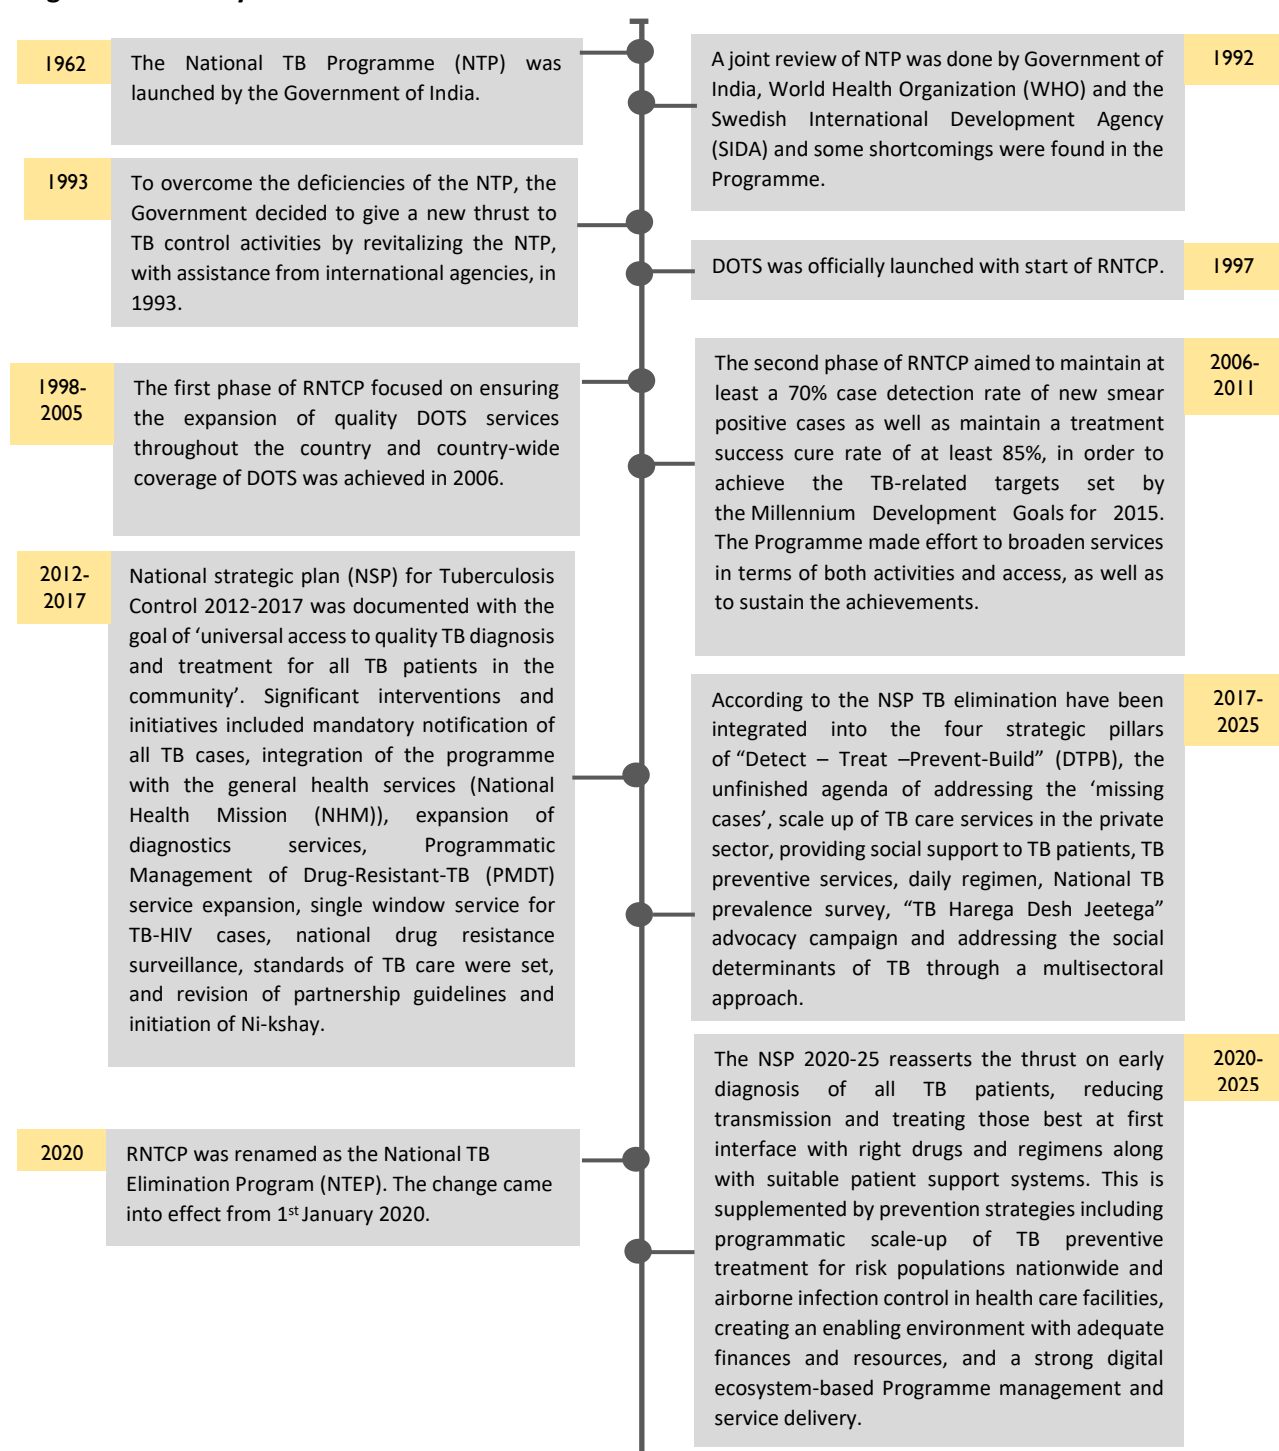 1962
The National TB Programme (NTP) was
launched by the Government of India.
1992
A joint review of NTP was done by Government of
India, World Health Organization (WHO) and the
Swedish International Development Agency
(SIDA) and some shortcomings were found in the
Programme.
1993
To overcome the deficiencies of the NTP, the
Government decided to give a new thrust to
TB control activities by revitalizing the NTP,
with assistance from international agencies, in
1993.
1997
DOTS was officially launched with start of RNTCP.
1998-
2005
The first phase of RNTCP focused on ensuring
the expansion of quality DOTS services
throughout the country and country-wide
coverage of DOTS was achieved in 2006.
2006-
2011
The second phase of RNTCP aimed to maintain at
least a 70% case detection rate of new smear
positive cases as well as maintain a treatment
success cure rate of at least 85%, in order to
achieve the TB-related targets set by
the Millennium Development Goals for 2015.
The Programme made effort to broaden services
in terms of both activities and access, as well as
to sustain the achievements.
2012-
2017
National strategic plan (NSP) for Tuberculosis
Control 2012-2017 was documented with the
goal of ‘universal access to quality TB diagnosis
and treatment for all TB patients in the
community’. Significant interventions and
initiatives included mandatory notification of
all TB cases, integration of the programme
with the general health services (National
Health Mission (NHM)), expansion of
diagnostics services, Programmatic
Management of Drug-Resistant-TB (PMDT)
service expansion, single window service for
TB-HIV cases, national drug resistance
surveillance, standards of TB care were set,
and revision of partnership guidelines and
initiation of Ni-kshay.
2017-
2025
According to the NSP TB elimination have been
integrated into the four strategic pillars
of “Detect – Treat –Prevent-Build” (DTPB), the
unfinished agenda of addressing the ‘missing
cases’, scale up of TB care services in the private
sector, providing social support to TB patients, TB
preventive services, daily regimen, National TB
prevalence survey, “TB Harega Desh Jeetega”
advocacy campaign and addressing the social
determinants of TB through a multisectoral
approach.
2020
RNTCP was renamed as the National TB
Elimination Program (NTEP). The change came
into effect from 1st January 2020.
2020-
2025
The NSP 2020-25 reasserts the thrust on early
diagnosis of all TB patients, reducing
transmission and treating those best at first
interface with right drugs and regimens along
with suitable patient support systems. This is
supplemented by prevention strategies including
programmatic scale-up of TB preventive
treatment for risk populations nationwide and
airborne infection control in health care facilities,
creating an enabling environment with adequate
finances and resources, and a strong digital
ecosystem-based Programme management and
service delivery.